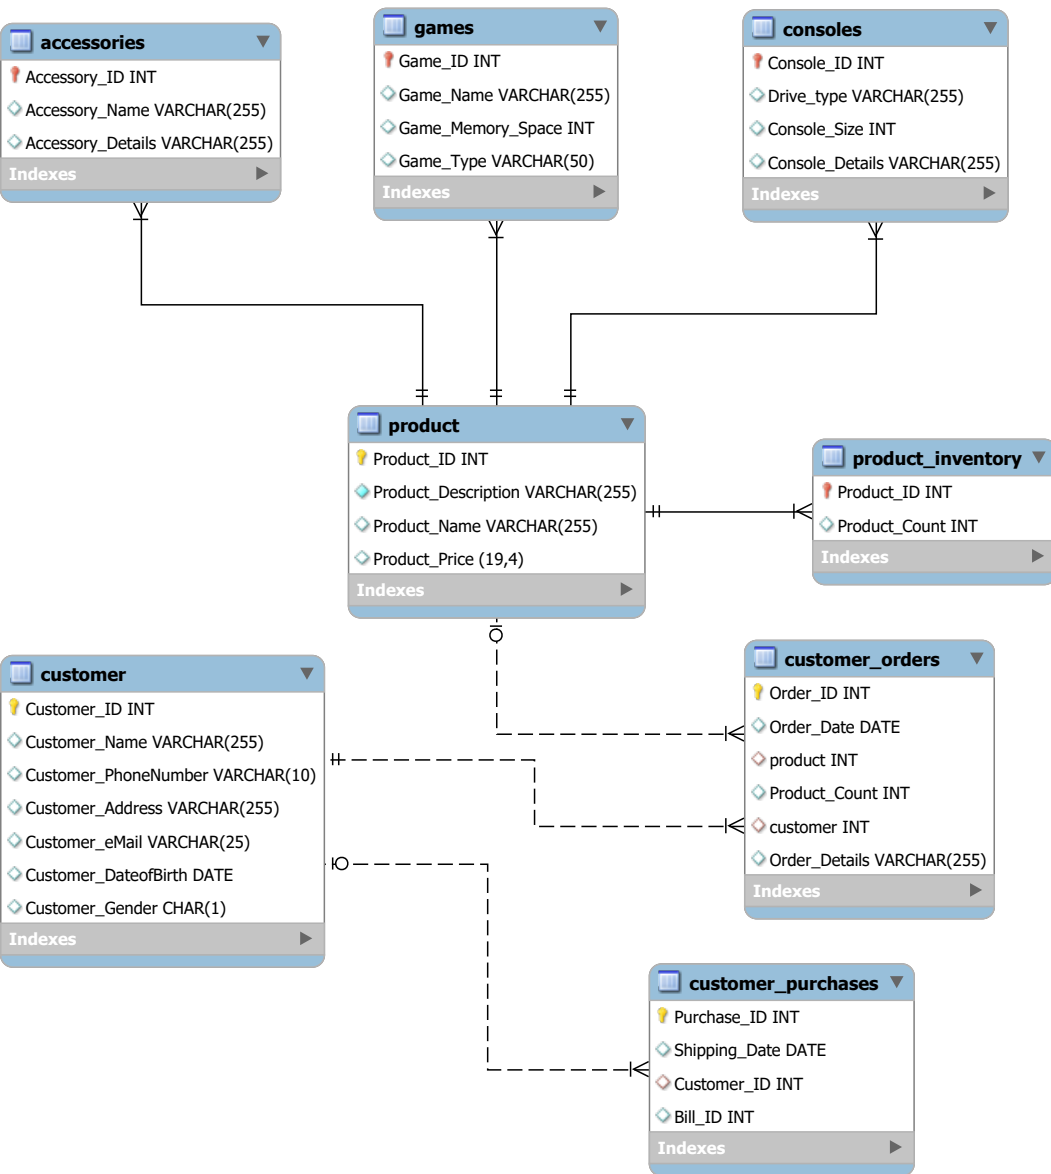 accessories
Accessory_ID INT
Accessory_Name VARCHAR(255)
Accessory_Details VARCHAR(255)
Indexes
games
Game_ID INT
Game_Name VARCHAR(255)
Game_Memory_Space INT
Game_Type VARCHAR(50)
Indexes
consoles
Console_ID INT
Drive_type VARCHAR(255)
Console_Size INT
Console_Details VARCHAR(255)
Indexes
product
Product_ID INT
Product_Description VARCHAR(255)
Product_Name VARCHAR(255)
Product_Price (19,4)
Indexes
product_inventory
Product_ID INT
Product_Count INT
Indexes
customer
Customer_ID INT
Customer_Name VARCHAR(255)
Customer_PhoneNumber VARCHAR(10)
Customer_Address VARCHAR(255)
Customer_eMail VARCHAR(25)
Customer_DateofBirth DATE
Customer_Gender CHAR(1)
Indexes
customer_orders
Order_ID INT
Order_Date DATE
product INT
Product_Count INT
customer INT
Order_Details VARCHAR(255)
Indexes
customer_purchases
Purchase_ID INT
Shipping_Date DATE
Customer_ID INT
Bill_ID INT
Indexes